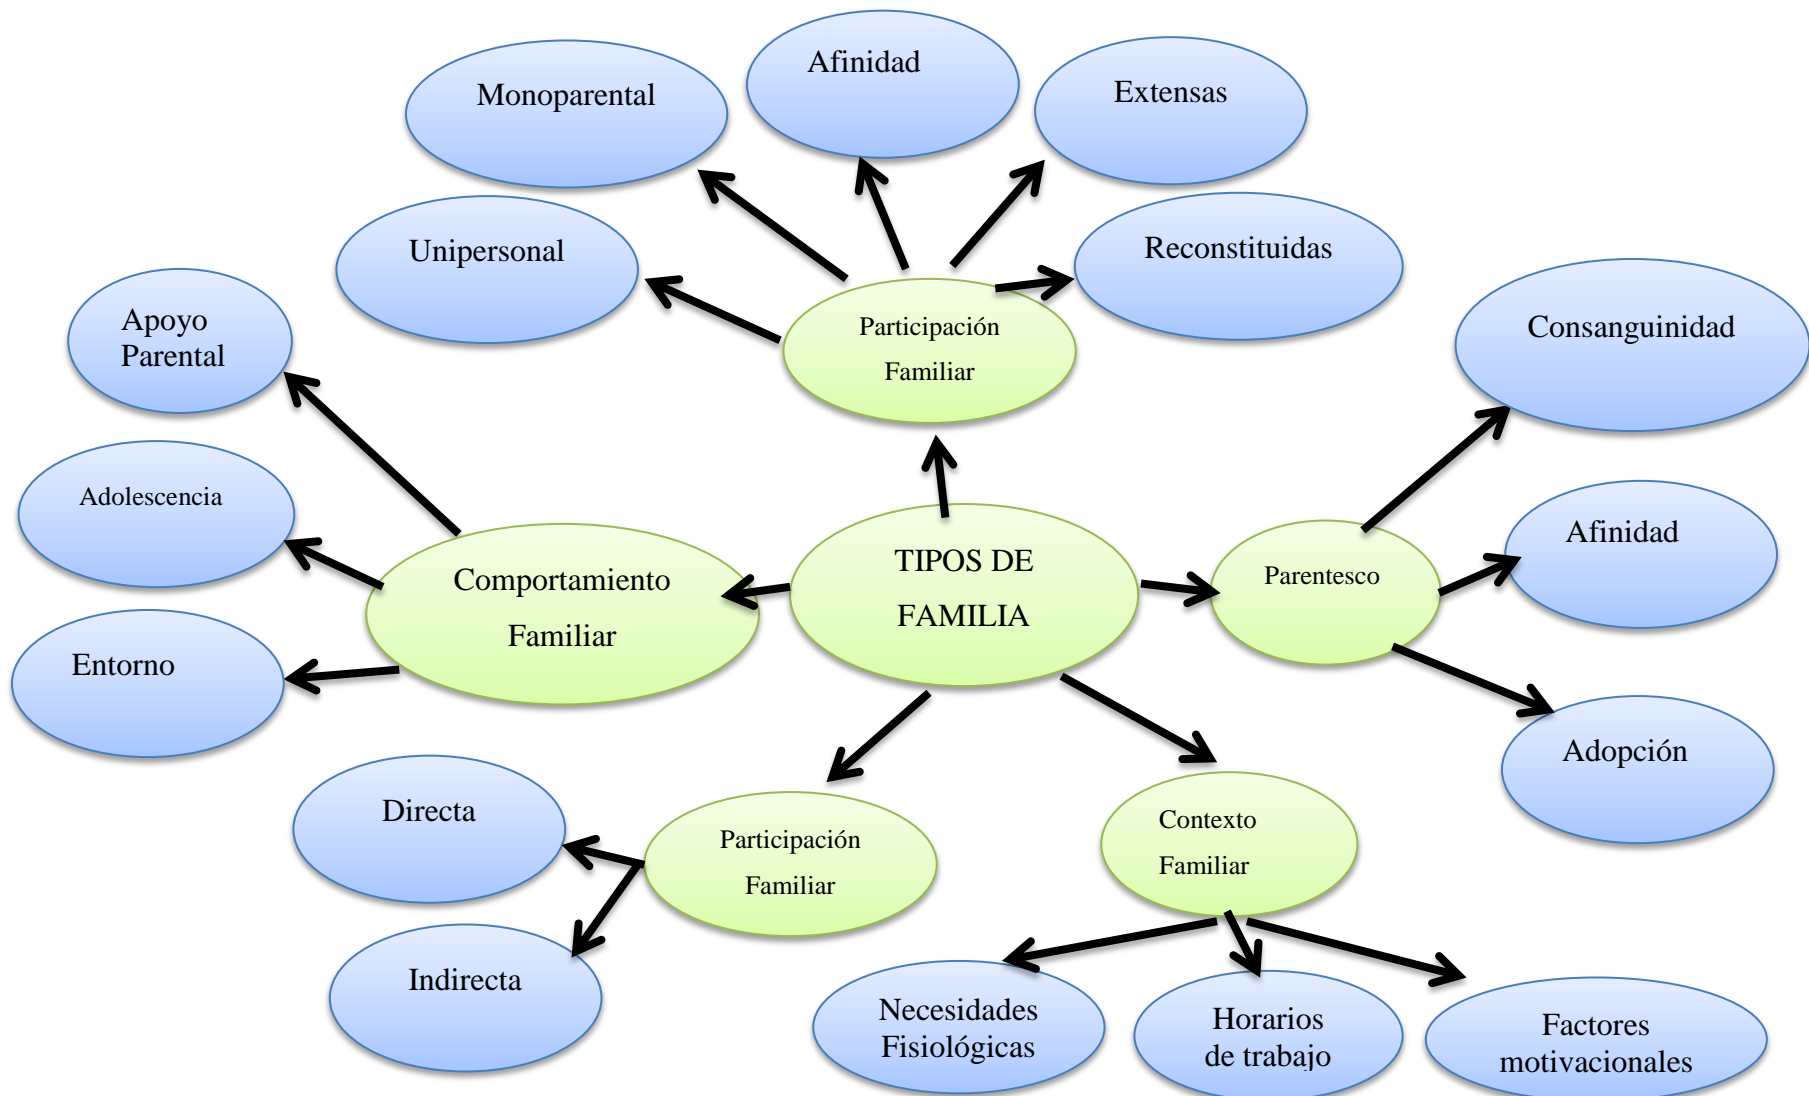 Afinidad
Monoparental
Extensas
Unipersonal
Reconstituidas
Apoyo
Parental
Participación
Familiar
Consanguinidad
Adolescencia
Comportamiento
Familiar
TIPOS DE
FAMILIA
Parentesco
Afinidad
Entorno
Adopción
Directa
Participación
Familiar
Contexto
Familiar
Indirecta
Necesidades
Fisiológicas
Horarios
de trabajo
Factores
motivacionales